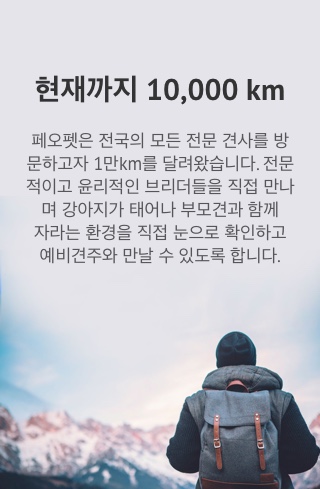 현재까지 10,000 km
페오펫은 전국의 모든 전문 견사를 방
문하고자 1만km를 달려왔습니다. 전문
적이고 윤리적인 브리더들을 직접 만나
며 강아지가 태어나 부모견과 함께
자라는 환경을 직접 눈으로 확인하고
예비견주와 만날 수 있도록 합니다.